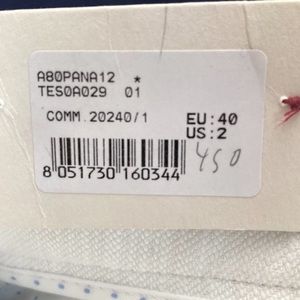 A80PANA12 *
TES0A029 01
COMM.20240/1
EU:40
US:2
450
8 051730 160344